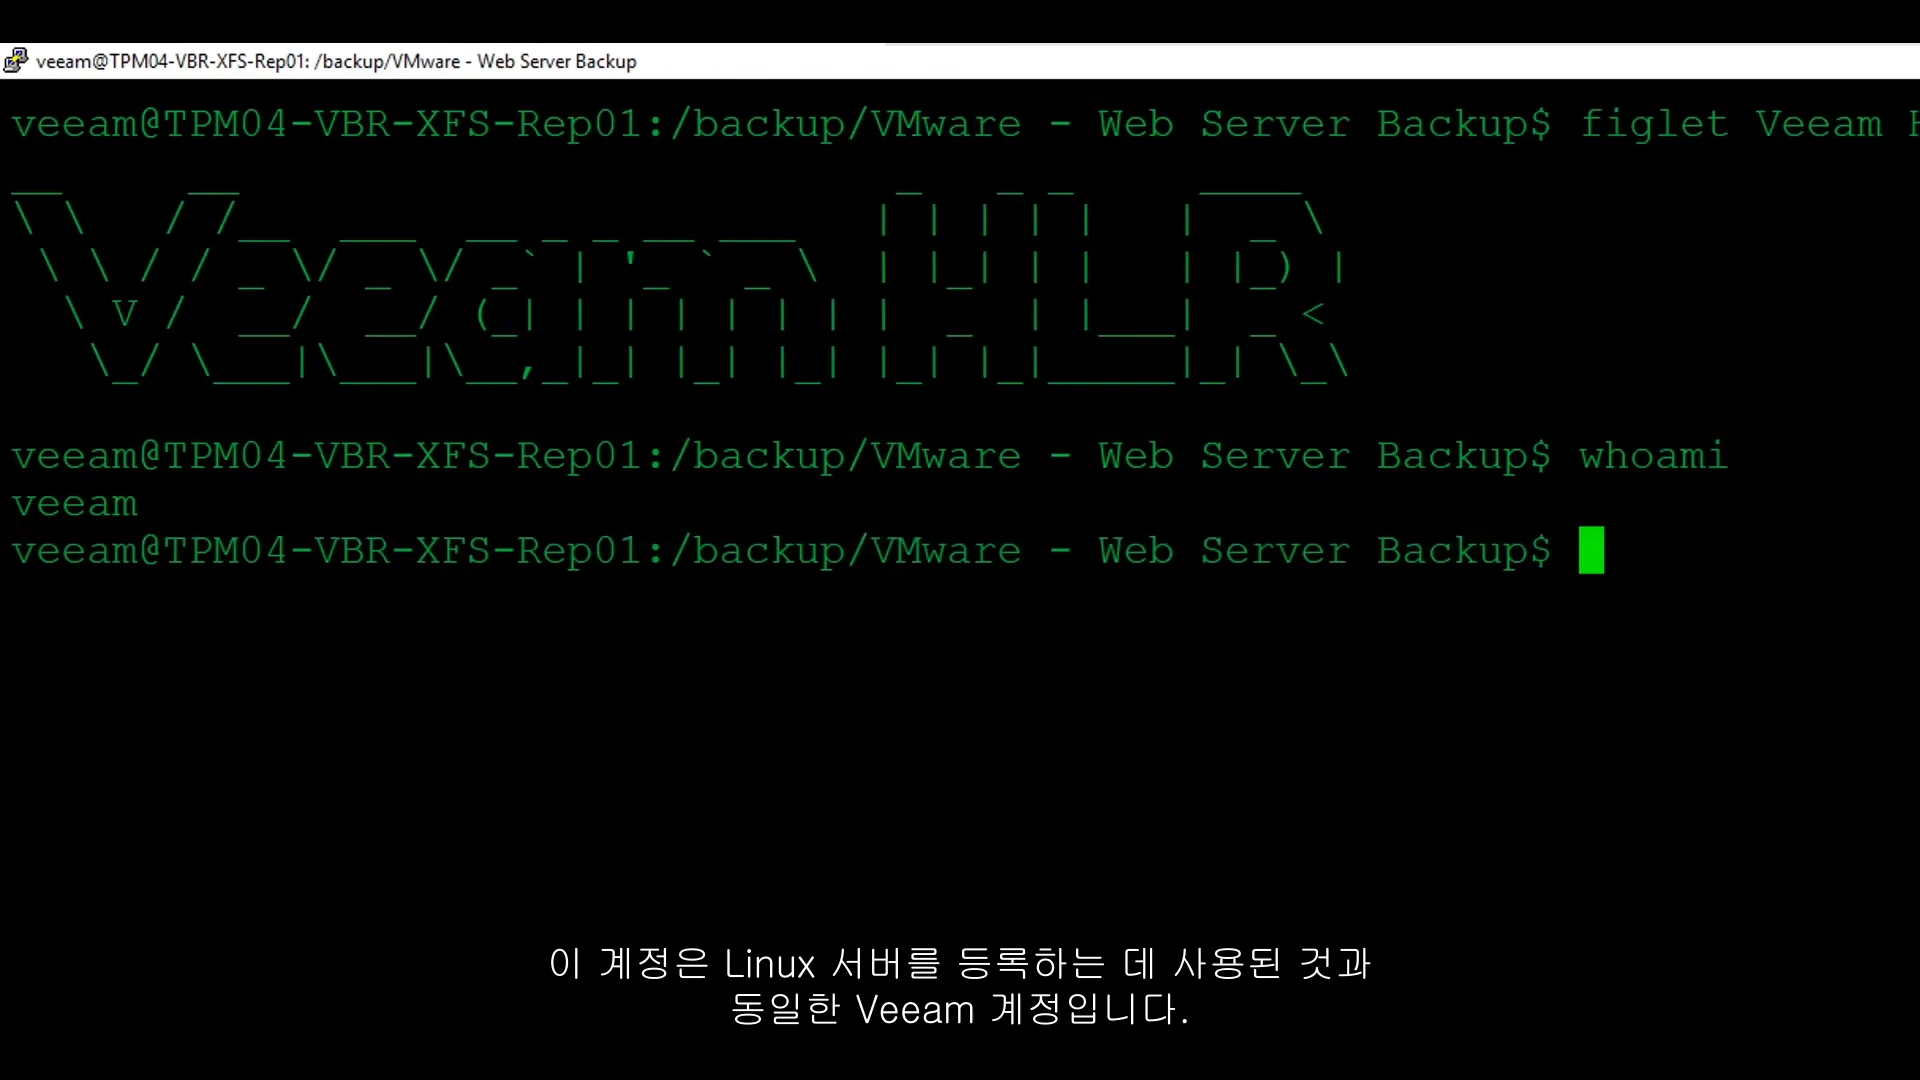 veeam@TPM04-VBR-XFS-Rep01: /backup/VMware - Web Server Backup
veeam@TPM04-VBR-XFS-Rep01:/backup/VMware - Web Server Backup$ figlet Veeam H
Veeam HLR
veeam@TPM04-VBR-XFS-Rep01:/backup/VMware - Web Server Backup$ whoami
veeam
veeam@TPM04-VBR-XFS-Rep01:/backup/VMware - Web Server Backup$
이 계정은 Linux 서버를 등록하는 데 사용된 것과
동일한 Veeam 계정입니다.